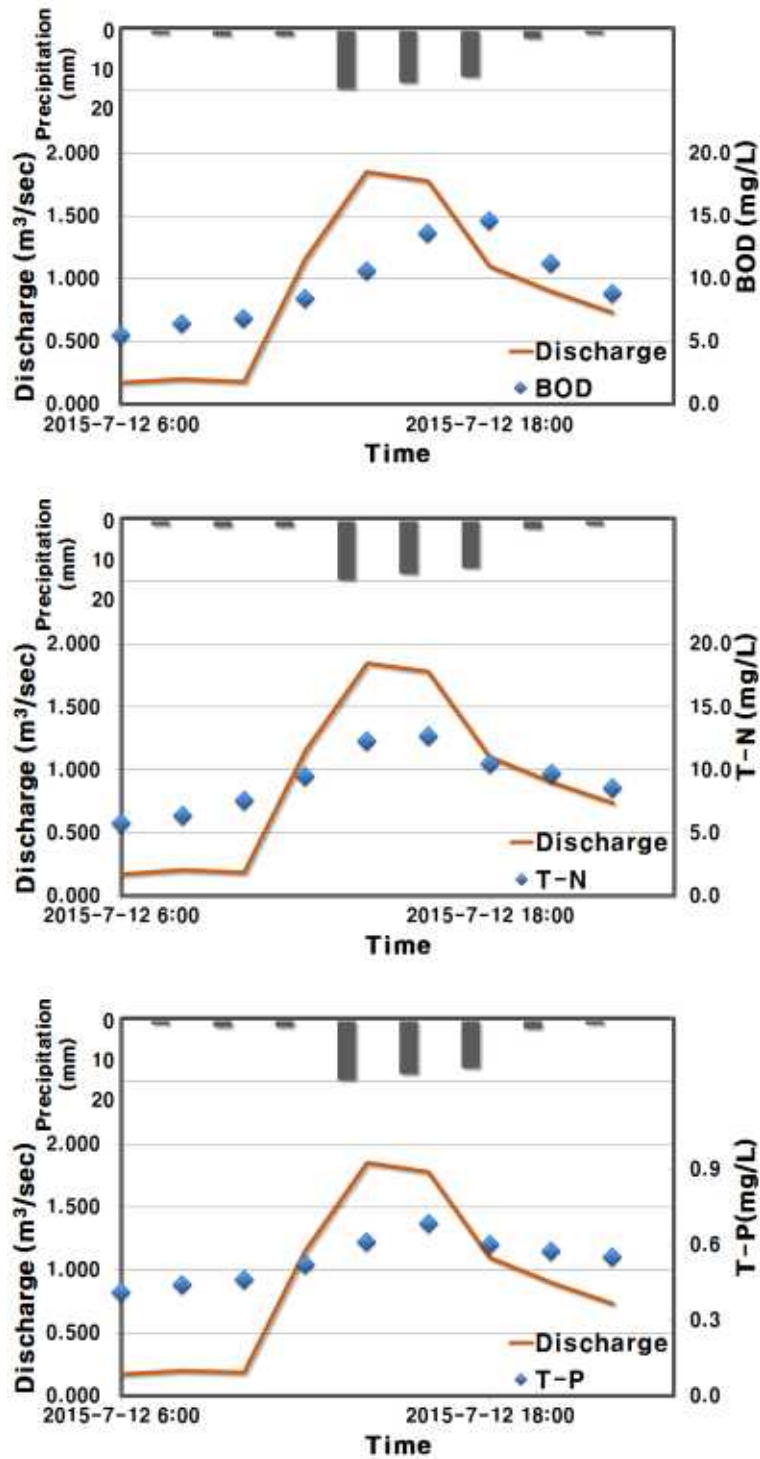 Precipitation
(mm)
0
10
20
Discharge (m³/sec)
2.000
1.500
1.000
0.500
0.000
20.0
15.0
10.0
5.0
0.0
BOD (mg/L)
Discharge
BOD
2015-7-12 6:00
2015-7-12 18:00
Time
Precipitation
(mm)
0
10
20
Discharge (m³/sec)
2.000
1.500
1.000
0.500
0.000
20.0
15.0
10.0
5.0
0.0
T-N (mg/L)
Discharge
T-N
2015-7-12 6:00
2015-7-12 18:00
Time
Precipitation
(mm)
0
10
20
Discharge (m³/sec)
2.000
1.500
1.000
0.500
0.000
0.9
0.6
0.3
0.0
T-P(mg/L)
Discharge
T-P
2015-7-12 6:00
2015-7-12 18:00
Time